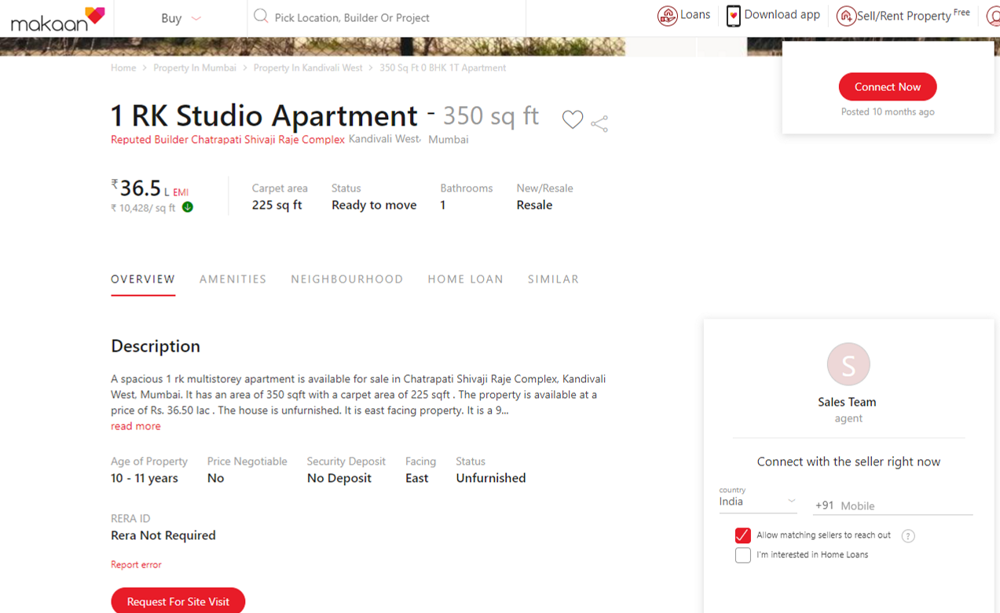 makaan
Buy
Pick Location, Builder Or Project
Loans
Download app
Sell/Rent Property Free
Home > Property In Mumbai > Property In Kandivali West > 350 Sq Ft 0 BHK 1T Apartment
Connect Now
Posted 10 months ago
1 RK Studio Apartment - 350 sq ft
Reputed Builder Chatrapati Shivaji Raje Complex Kandivali West, Mumbai
₹ 36.5 L EMI
₹ 10,428/ sq ft
Carpet area Status Bathrooms New/Resale
225 sq ft Ready to move 1 Resale
OVERVIEW AMENITIES NEIGHBOURHOOD HOME LOAN SIMILAR
Description
A spacious 1 rk multistorey apartment is available for sale in Chatrapati Shivaji Raje Complex, Kandivali
West, Mumbai. It has an area of 350 sqft with a carpet area of 225 sqft . The property is available at a
price of Rs. 36.50 lac . The house is unfurnished. It is east facing property. It is a 9...
read more
Age of Property Price Negotiable Security Deposit Facing Status
10 - 11 years No No Deposit East Unfurnished
RERA ID
Rera Not Required
Report error
Request For Site Visit
S
Sales Team
agent
Connect with the seller right now
country
India
+91 Mobile
Allow matching sellers to reach out ?
I'm interested in Home Loans